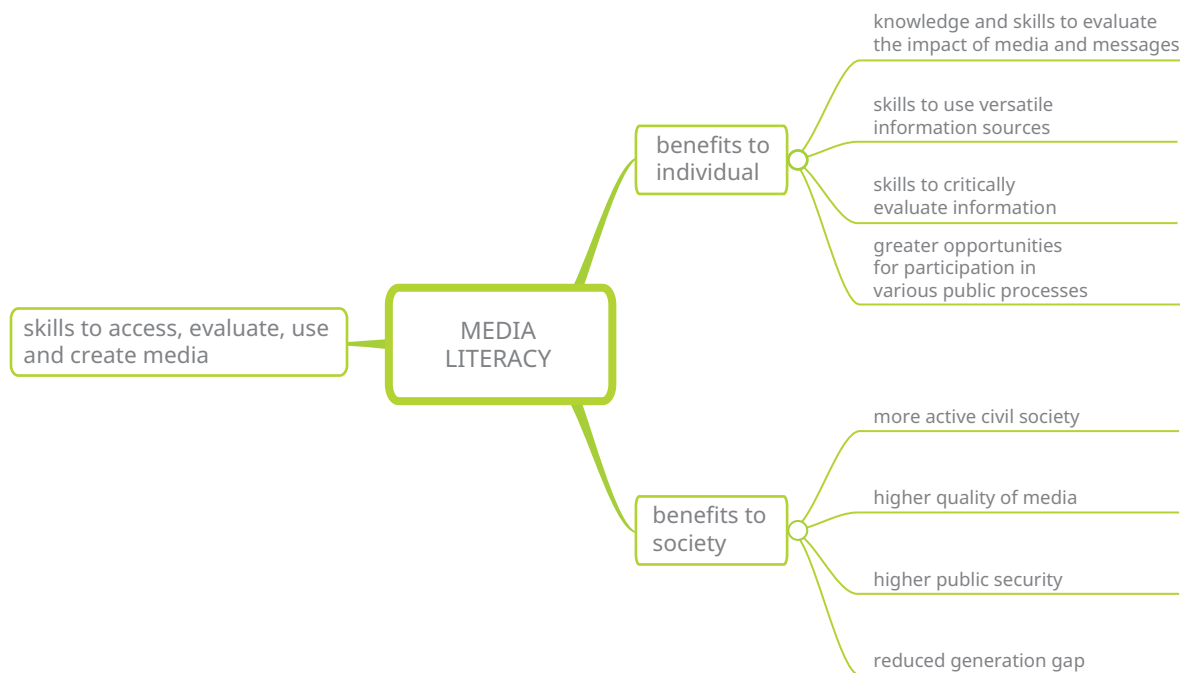 skills to access, evaluate, use
and create media
MEDIA
LITERACY
benefits to
individual
knowledge and skills to evaluate
the impact of media and messages
skills to use versatile
information sources
skills to critically
evaluate information
greater opportunities
for participation in
various public processes
benefits to
society
more active civil society
higher quality of media
higher public security
reduced generation gap